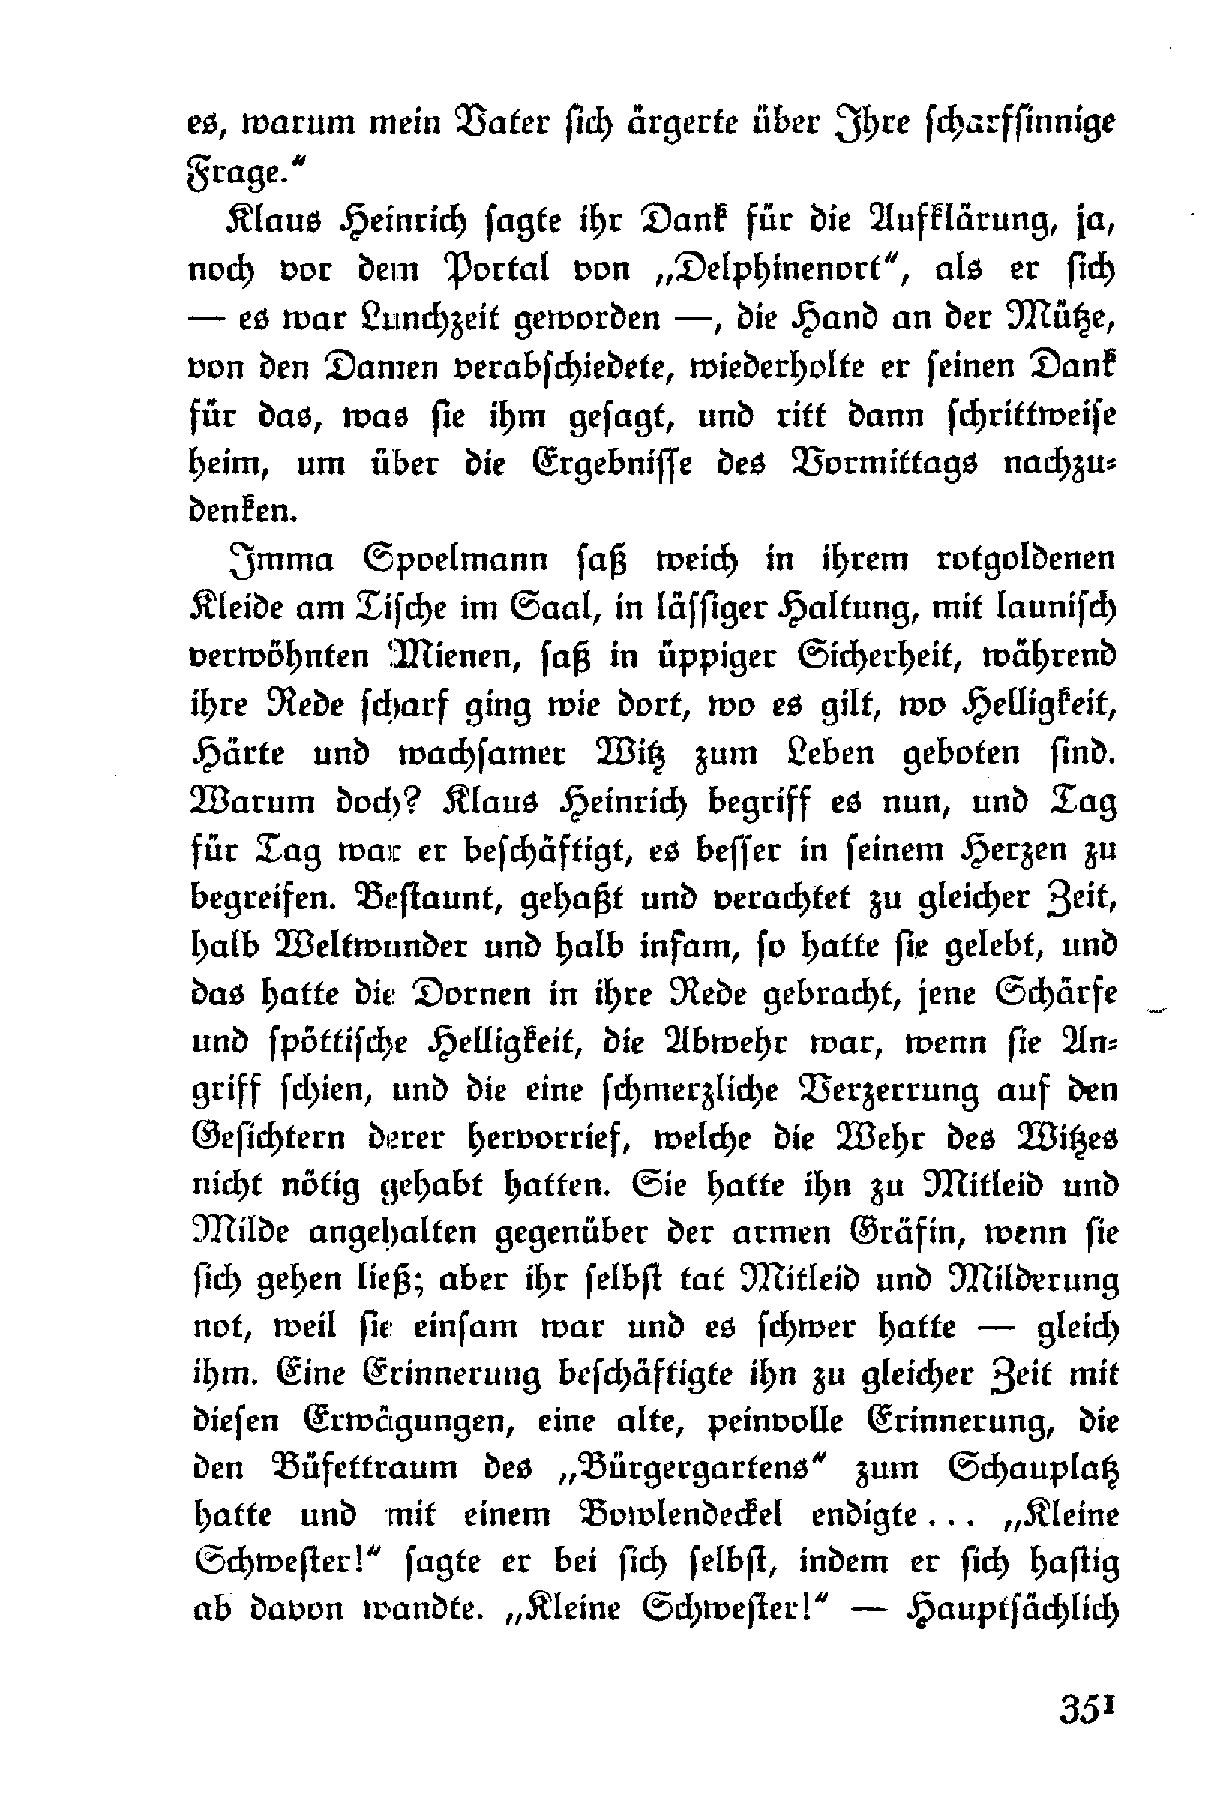 es, warum mein Vater ſich ärgerte über Ihre ſcharfſinnige
Frage.“
Klaus Heinrich ſagte ihr Dank für die Aufklärung, ja,
noch vor dem Portal von „Delphinenort“, als er ſich
— es war Lunchzeit geworden —, die Hand an der Mütze,
von den Damen verabſchiedete, wiederholte er ſeinen Dank
für das, was ſie ihm geſagt, und ritt dann ſchrittweiſe
heim, um über die Ergebniſſe des Vormittags nachzu⸗
denken.
Imma Spoelmann ſaß weich in ihrem rotgoldenen
Kleide am Tiſche im Saal, in läſſiger Haltung, mit launiſch
verwöhnten Mienen, ſaß in üppiger Sicherheit, während
ihre Rede ſcharf ging wie dort, wo es gilt, wo Helligkeit,
Härte und wachſamer Witz zum Leben geboten ſind.
Warum doch? Klaus Heinrich begriff es nun, und Tag
für Tag war er beſchäftigt, es beſſer in ſeinem Herzen zu
begreifen. Beſtaunt, gehaßt und verachtet zu gleicher Zeit,
halb Weltwunder und halb infam, ſo hatte ſie gelebt, und
das hatte die Dornen in ihre Rede gebracht, jene Schärfe
und ſpöttiſche Helligkeit, die Abwehr war, wenn ſie An⸗
griff ſchien, und die eine ſchmerzliche Verzerrung auf den
Geſichtern derer hervorrief, welche die Wehr des Witzes
nicht nötig gehabt hatten. Sie hatte ihn zu Mitleid und
Milde angehalten gegenüber der armen Gräfin, wenn ſie
ſich gehen ließ; aber ihr ſelbſt tat Mitleid und Milderung
not, weil ſie einſam war und es ſchwer hatte — gleich
ihm. Eine Erinnerung beſchäftigte ihn zu gleicher Zeit mit
dieſen Erwägungen, eine alte, peinvolle Erinnerung, die
den Büfettraum des „Bürgergartens“ zum Schauplatz
hatte und mit einem Bowlendeckel endigte... „Kleine
Schweſter!“ ſagte er bei ſich ſelbſt, indem er ſich haſtig
ab davon wandte. „Kleine Schweſter!“ — Hauptſächlich
351